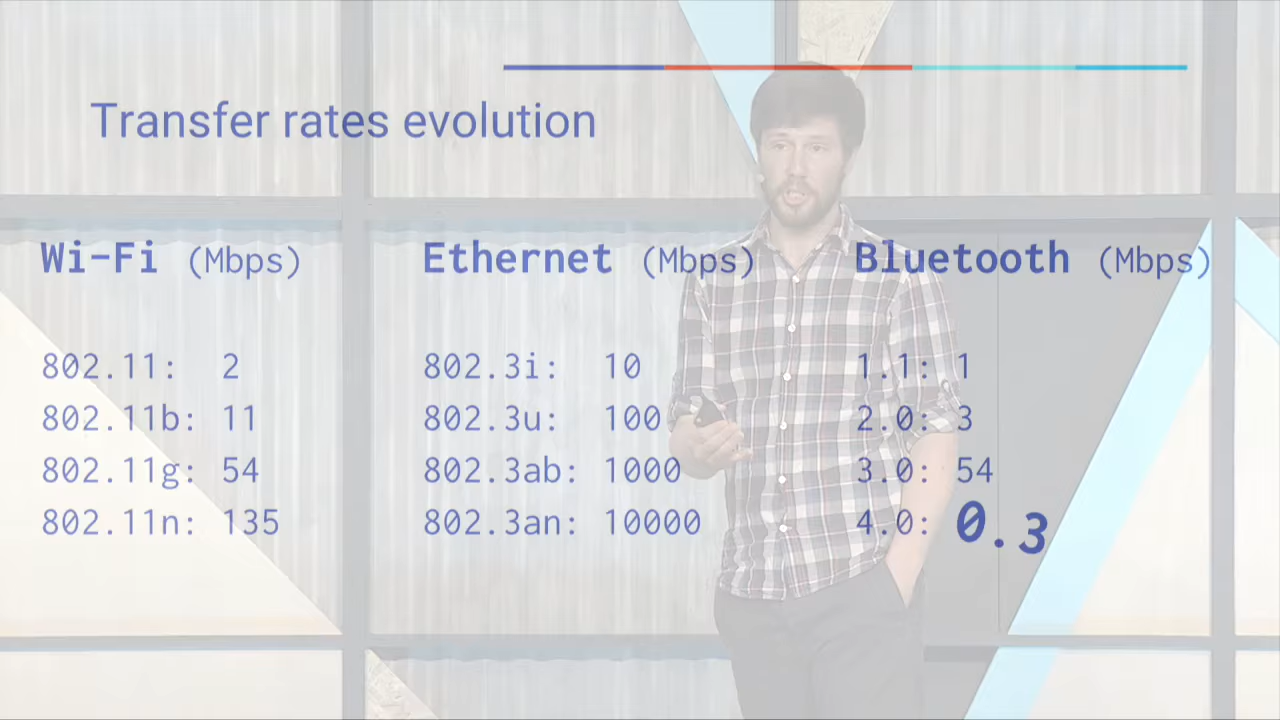 Transfer rates evolution
Wi-Fi (Mbps)
802.11: 2
802.11b: 11
802.11g: 54
802.11n: 135
Ethernet (Mbps)
802.3i: 10
802.3u: 100
802.3ab: 1000
802.3an: 10000
Bluetooth (Mbps)
1.1: 1
2.0: 3
3.0: 54
4.0: 0.3